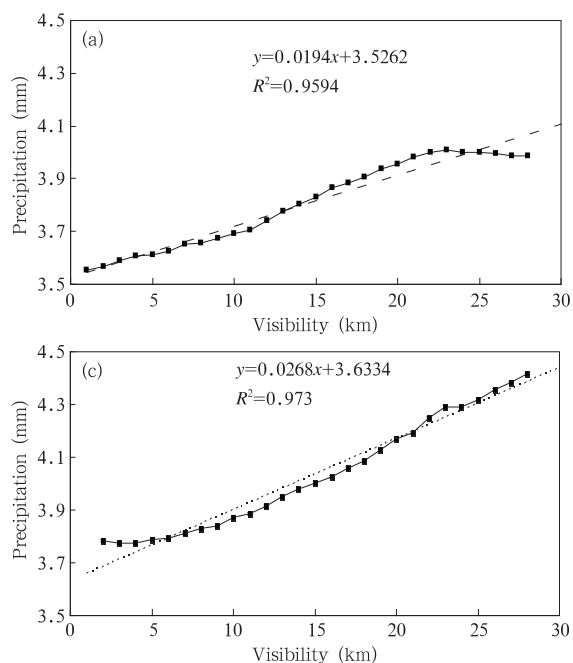 (a)
y=0.0194x+3.5262
R²=0.9594
Precipitation (mm)
4.5
4.3
4.1
3.9
3.7
3.5
0 5 10 15 20 25 30
Visibility (km)
(c)
y=0.0268x+3.6334
R²=0.973
Precipitation (mm)
4.5
4.3
4.1
3.9
3.7
3.5
0 5 10 15 20 25 30
Visibility (km)